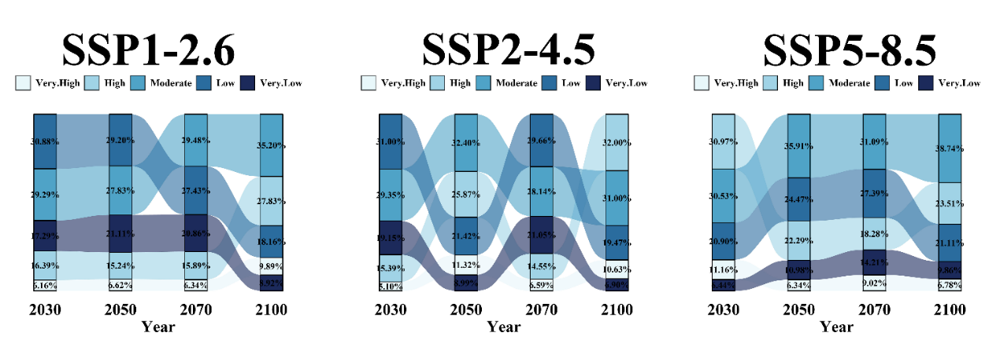 SSP1-2.6
Very.High High Moderate Low Very.Low
30.88% 29.20% 29.48% 35.20%
29.29% 27.83% 27.43% 27.83%
17.29% 21.11% 20.86% 18.16%
16.39% 15.24% 15.89% 9.89%
6.16% 6.62% 6.34% 8.92%
2030 2050 2070 2100
Year
SSP2-4.5
Very.High High Moderate Low Very.Low
31.00% 32.40% 29.66% 32.00%
29.35% 25.87% 28.14% 31.00%
19.15% 21.42% 21.05% 19.47%
15.39% 11.32% 14.55% 10.63%
5.10% 8.99% 6.59% 6.90%
2030 2050 2070 2100
Year
SSP5-8.5
Very.High High Moderate Low Very.Low
30.97% 35.91% 31.09% 38.74%
30.53% 24.47% 27.39% 23.51%
20.90% 22.29% 18.28% 21.11%
11.16% 10.98% 14.21% 9.86%
6.44% 6.34% 9.02% 6.78%
2030 2050 2070 2100
Year